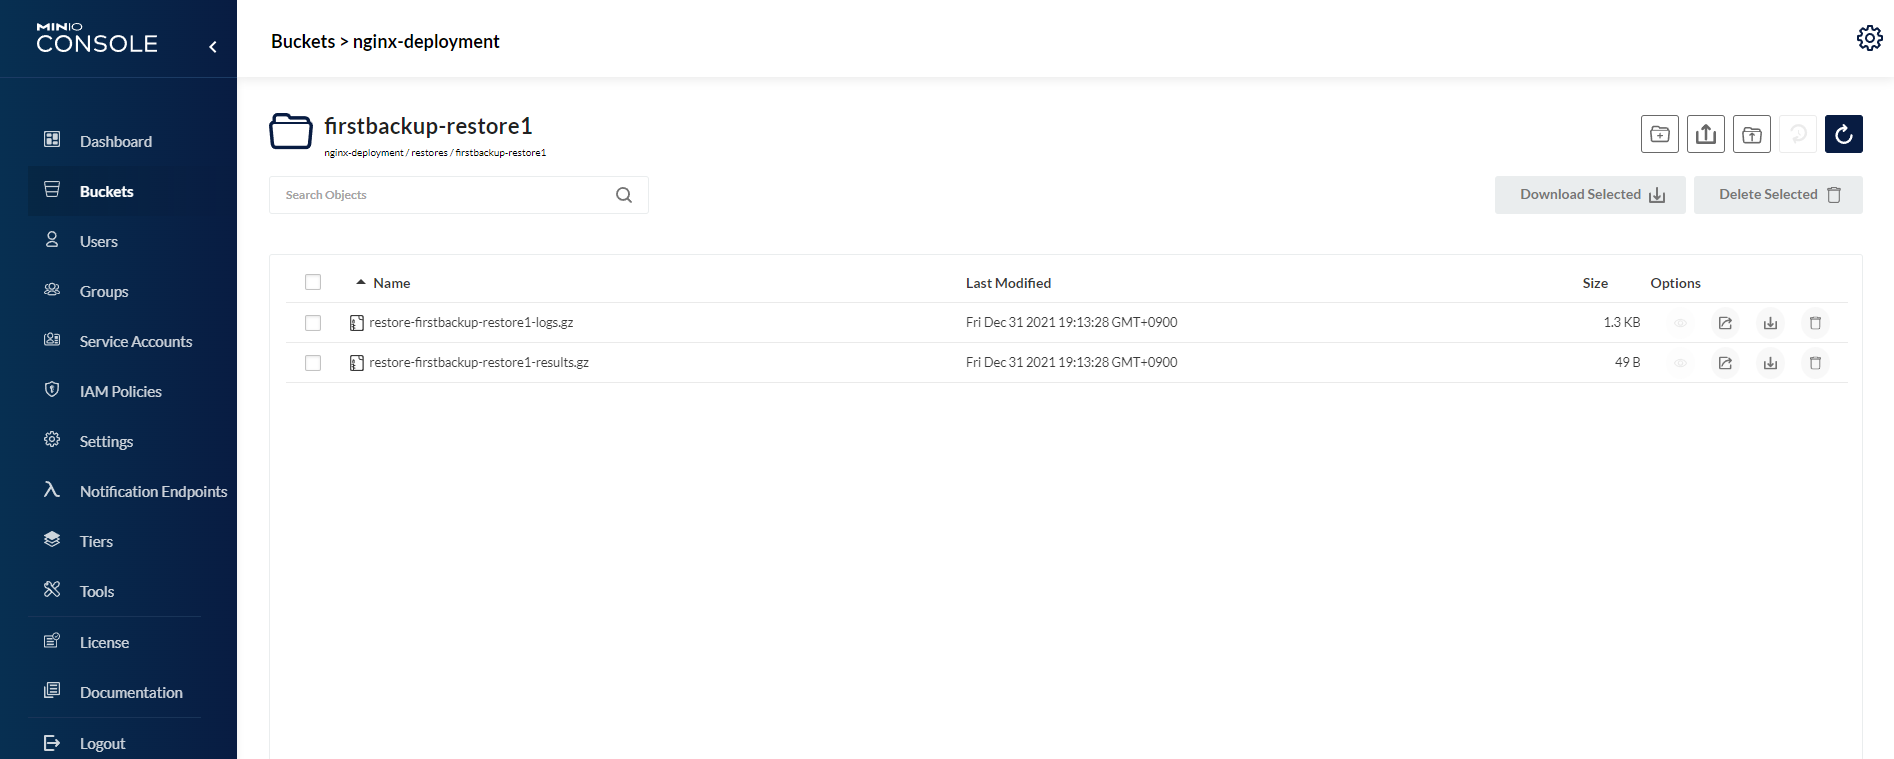 MINIO
CONSOLE
Buckets > nginx-deployment
Dashboard
Buckets
Users
Groups
Service Accounts
IAM Policies
Settings
Notification Endpoints
Tiers
Tools
License
Documentation
Logout
firstbackup-restore1
nginx-deployment / restores / firstbackup-restore1
Search Objects
Download Selected
Delete Selected
Name Last Modified Size Options
restore-firstbackup-restore1-logs.gz Fri Dec 31 2021 19:13:28 GMT+0900 1.3 KB
restore-firstbackup-restore1-results.gz Fri Dec 31 2021 19:13:28 GMT+0900 49 B